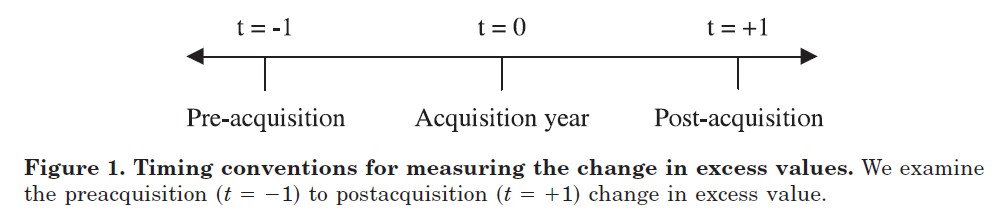 t = -1 t = 0 t = +1
Pre-acquisition Acquisition year Post-acquisition
Figure 1. Timing conventions for measuring the change in excess values. We examine
the preacquisition (t = −1) to postacquisition (t = +1) change in excess value.